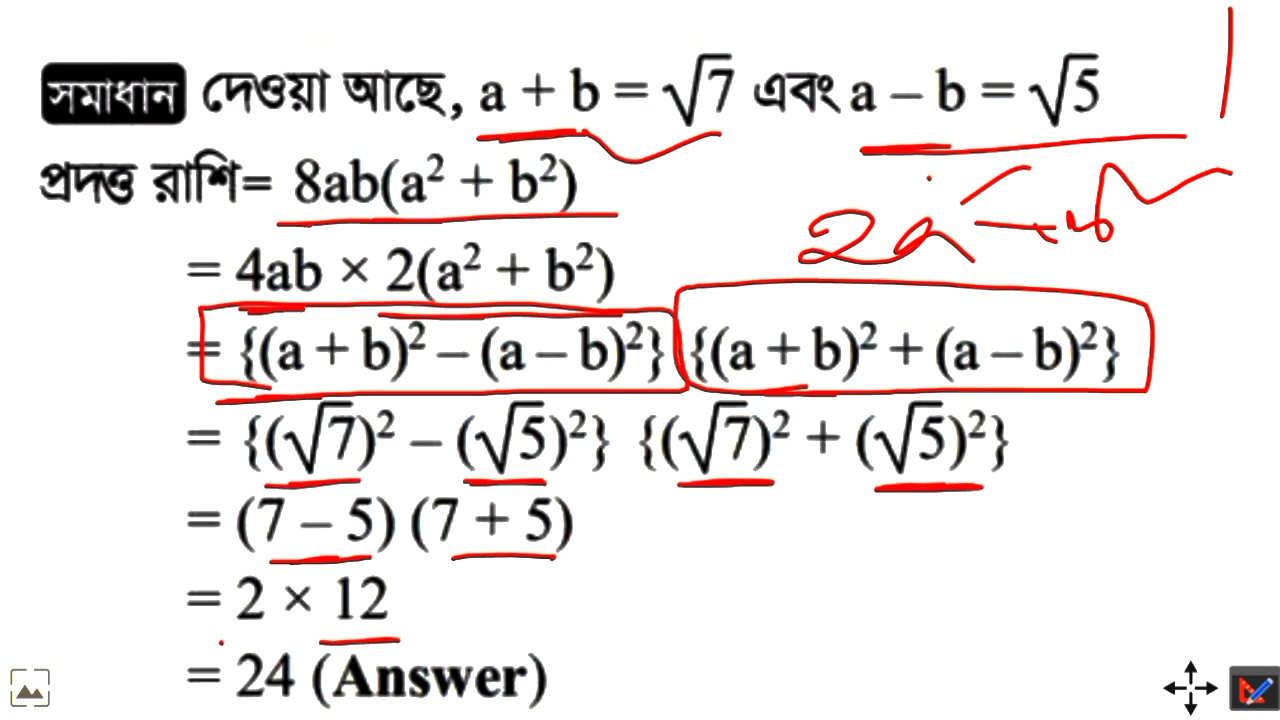 সমাধান দেওয়া আছে, a + b = √7 এবং a – b = √5
প্রদত্ত রাশি= 8ab(a² + b²)
= 4ab × 2(a² + b²)
= {(a + b)² – (a – b)²} {(a + b)² + (a – b)²}
= {(√7)² – (√5)²} {(√7)² + (√5)²}
= (7 – 5) (7 + 5)
= 2 × 12
= 24 (Answer)